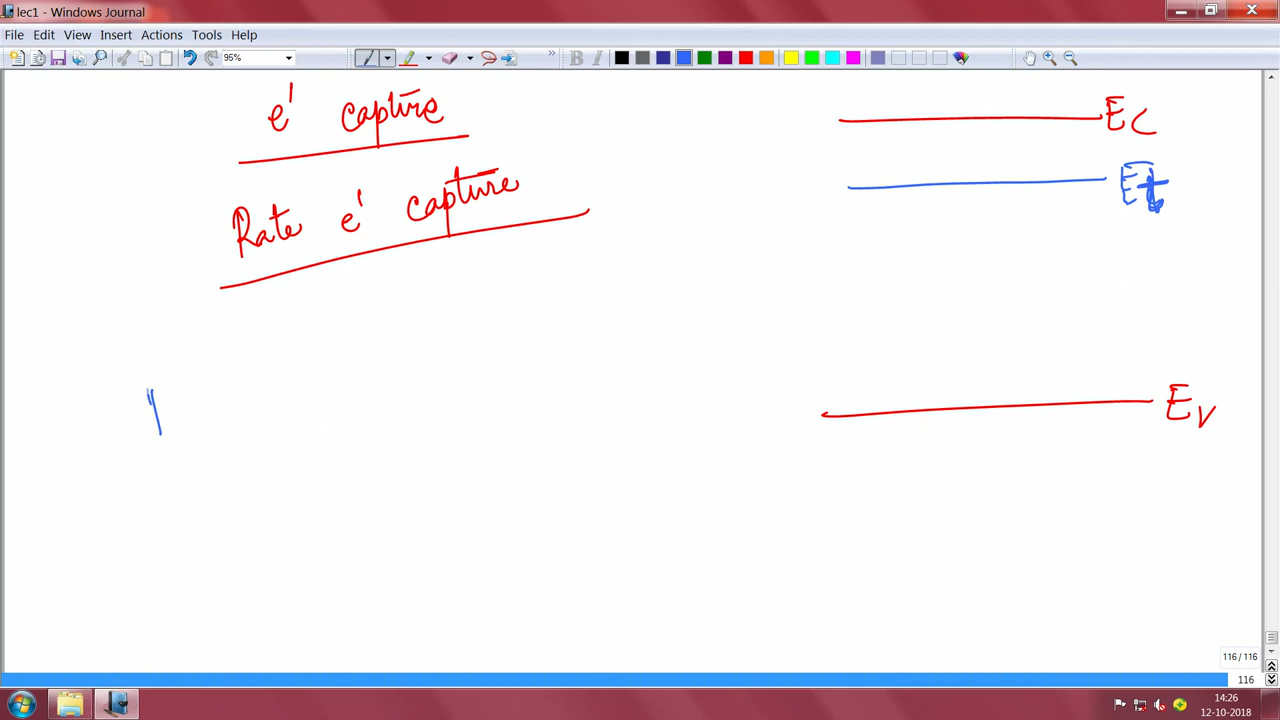 lec1 - Windows Journal
File Edit View Insert Actions Tools Help
95%
e' capture
Rate e' capture
EC
Et
EV
116 / 116
116
14:26
12-10-2018